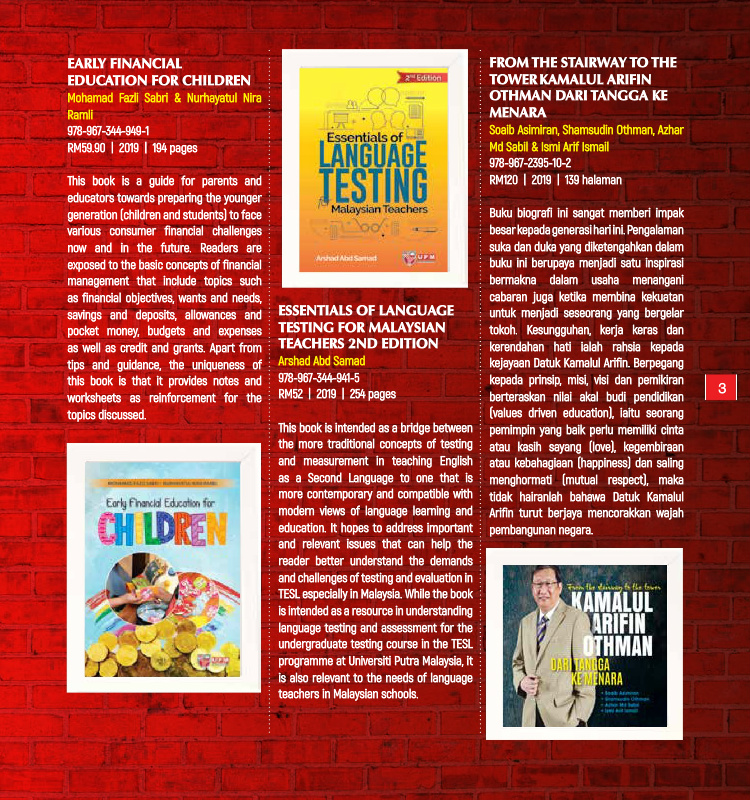 EARLY FINANCIAL
EDUCATION FOR CHILDREN
Mohamad Fazli Sabri & Nurhayatul Nira
Ramli
978-967-344-949-1
RM59.90 | 2019 | 194 pages
This book is a guide for parents and
educators towards preparing the younger
generation (children and students) to face
various consumer financial challenges
now and in the future. Readers are
exposed to the basic concepts of financial
management that include topics such
as financial objectives, wants and needs,
savings and deposits, allowances and
pocket money, budgets and expenses
as well as credit and grants. Apart from
tips and guidance, the uniqueness of
this book is that it provides notes and
worksheets as reinforcement for the
topics discussed.
MOHAMAD FAZLI SABRI • NURHAYATUL NIRA RAMLI
Early Financial Education for
CHILDREN
UPM
2nd Edition
Essentials of
LANGUAGE
TESTING
for Malaysian Teachers
Arshad Abd Samad
UPM
ESSENTIALS OF LANGUAGE
TESTING FOR MALAYSIAN
TEACHERS 2ND EDITION
Arshad Abd Samad
978-967-344-941-5
RM52 | 2019 | 254 pages
This book is intended as a bridge between
the more traditional concepts of testing
and measurement in teaching English
as a Second Language to one that is
more contemporary and compatible with
modern views of language learning and
education. It hopes to address important
and relevant issues that can help the
reader better understand the demands
and challenges of testing and evaluation in
TESL especially in Malaysia. While the book
is intended as a resource in understanding
language testing and assessment for the
undergraduate testing course in the TESL
programme at Universiti Putra Malaysia, it
is also relevant to the needs of language
teachers in Malaysian schools.
FROM THE STAIRWAY TO THE
TOWER KAMALUL ARIFIN
OTHMAN DARI TANGGA KE
MENARA
Soaib Asimiran, Shamsudin Othman, Azhar
Md Sabil & Ismi Arif Ismail
978-967-2395-10-2
RM120 | 2019 | 139 halaman
Buku biografi ini sangat memberi impak
besar kepada generasi hari ini. Pengalaman
suka dan duka yang diketengahkan dalam
buku ini berupaya menjadi satu inspirasi
bermakna dalam usaha menangani
cabaran juga ketika membina kekuatan
untuk menjadi seseorang yang bergelar
tokoh. Kesungguhan, kerja keras dan
kerendahan hati ialah rahsia kepada
kejayaan Datuk Kamalul Arifin. Berpegang
kepada prinsip, misi, visi dan pemikiran
berteraskan nilai akal budi pendidikan
(values driven education), iaitu seorang
pemimpin yang baik perlu memiliki cinta
atau kasih sayang (love), kegembiraan
atau kebahagiaan (happiness) dan saling
menghormati (mutual respect), maka
tidak hairanlah bahawa Datuk Kamalul
Arifin turut berjaya mencorakkan wajah
pembangunan negara.
From the stairway to the tower
KAMALUL
ARIFIN
OTHMAN
DARI TANGGA
KE MENARA
• Soaib Asimiran
• Shamsudin Othman
• Azhar Md Sabil
• Ismi Arif Ismail
3